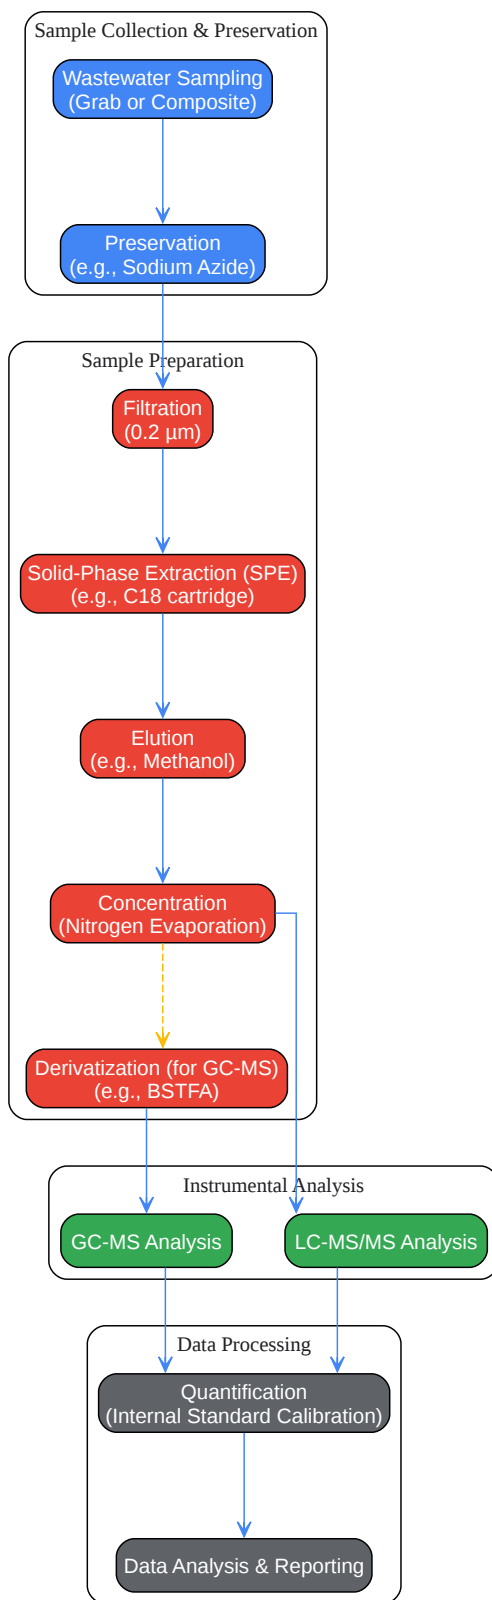 Sample Collection & Preservation
Wastewater Sampling
(Grab or Composite)
Preservation
(e.g., Sodium Azide)
Sample Preparation
Filtration
(0.2 µm)
Solid-Phase Extraction (SPE)
(e.g., C18 cartridge)
Elution
(e.g., Methanol)
Concentration
(Nitrogen Evaporation)
Derivatization (for GC-MS)
(e.g., BSTFA)
Instrumental Analysis
GC-MS Analysis
LC-MS/MS Analysis
Data Processing
Quantification
(Internal Standard Calibration)
Data Analysis & Reporting